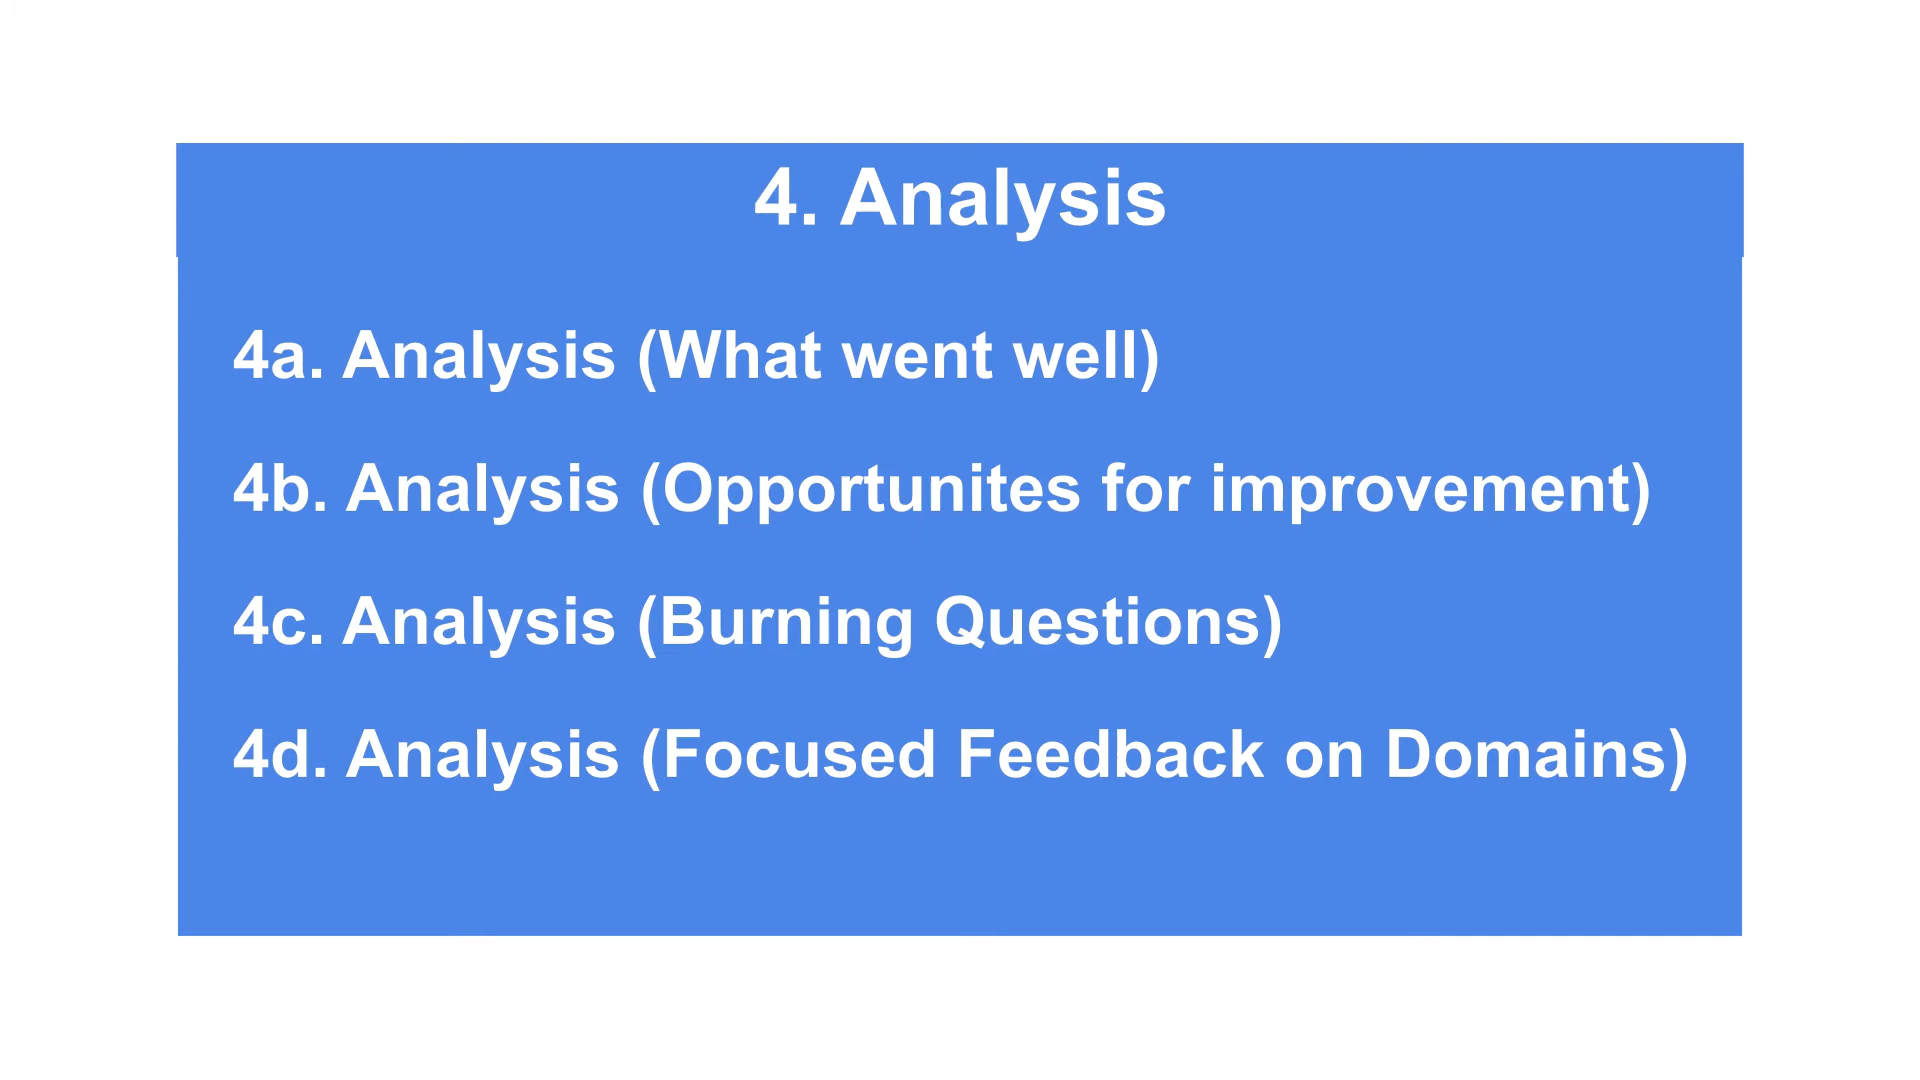 4. Analysis
4a. Analysis (What went well)
4b. Analysis (Opportunites for improvement)
4c. Analysis (Burning Questions)
4d. Analysis (Focused Feedback on Domains)